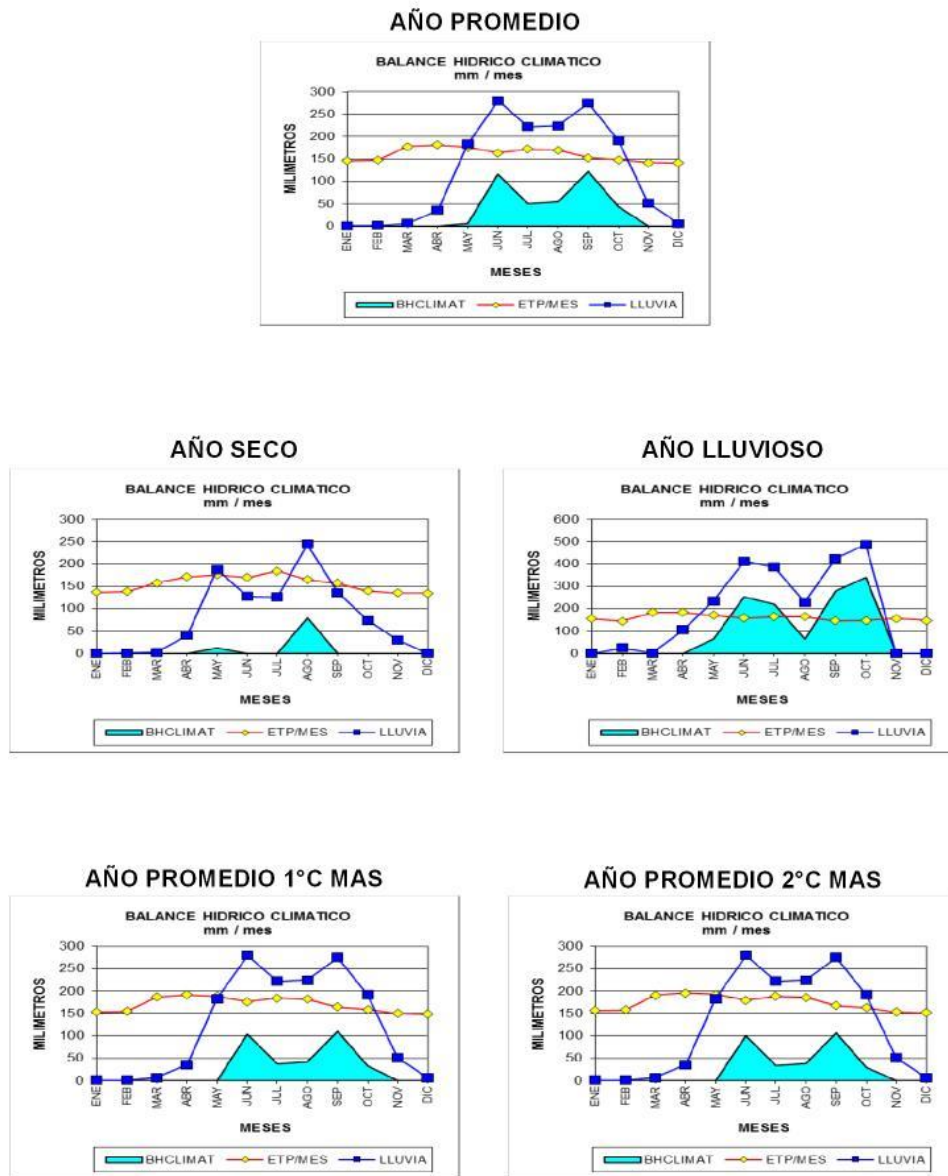 AÑO PROMEDIO
BALANCE HIDRICO CLIMATICO
mm / mes
MILIMETROS
300
250
200
150
100
50
0
ENE
FEB
MAR
ABR
MAY
JUN
JUL
AGO
SEP
OCT
NOV
DIC
MESES
BHCLIMAT ETP/MES LLUVIA
AÑO SECO
BALANCE HIDRICO CLIMATICO
mm / mes
MILIMETROS
300
250
200
150
100
50
0
ENE
FEB
MAR
ABR
MAY
JUN
JUL
AGO
SEP
OCT
NOV
DIC
MESES
BHCLIMAT ETP/MES LLUVIA
AÑO LLUVIOSO
BALANCE HIDRICO CLIMATICO
mm / mes
MILIMETROS
600
500
400
300
200
100
0
ENE
FEB
MAR
ABR
MAY
JUN
JUL
AGO
SEP
OCT
NOV
DIC
MESES
BHCLIMAT ETP/MES LLUVIA
AÑO PROMEDIO 1°C MAS
BALANCE HIDRICO CLIMATICO
mm / mes
MILIMETROS
300
250
200
150
100
50
0
ENE
FEB
MAR
ABR
MAY
JUN
JUL
AGO
SEP
OCT
NOV
DIC
MESES
BHCLIMAT ETP/MES LLUVIA
AÑO PROMEDIO 2°C MAS
BALANCE HIDRICO CLIMATICO
mm / mes
MILIMETROS
300
250
200
150
100
50
0
ENE
FEB
MAR
ABR
MAY
JUN
JUL
AGO
SEP
OCT
NOV
DIC
MESES
BHCLIMAT ETP/MES LLUVIA